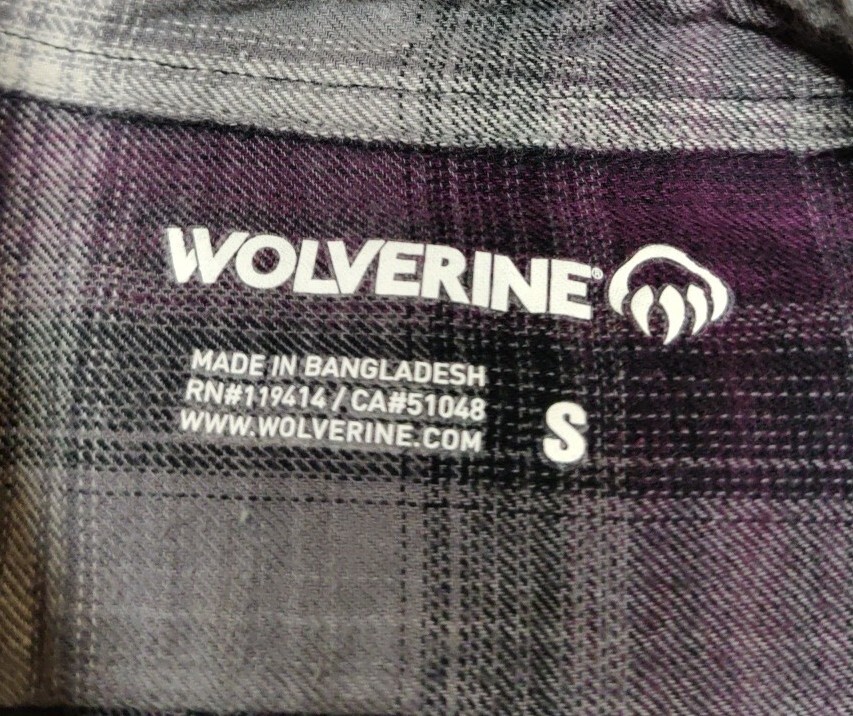 WOLVERINE®
MADE IN BANGLADESH
RN#119414 / CA#51048
WWW.WOLVERINE.COM
S